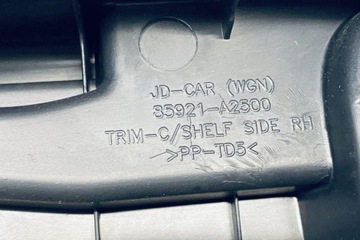 JD-CAR (WGN)
85921-A2500
TRIM-C/SHELF SIDE RH
>PP-TD5<